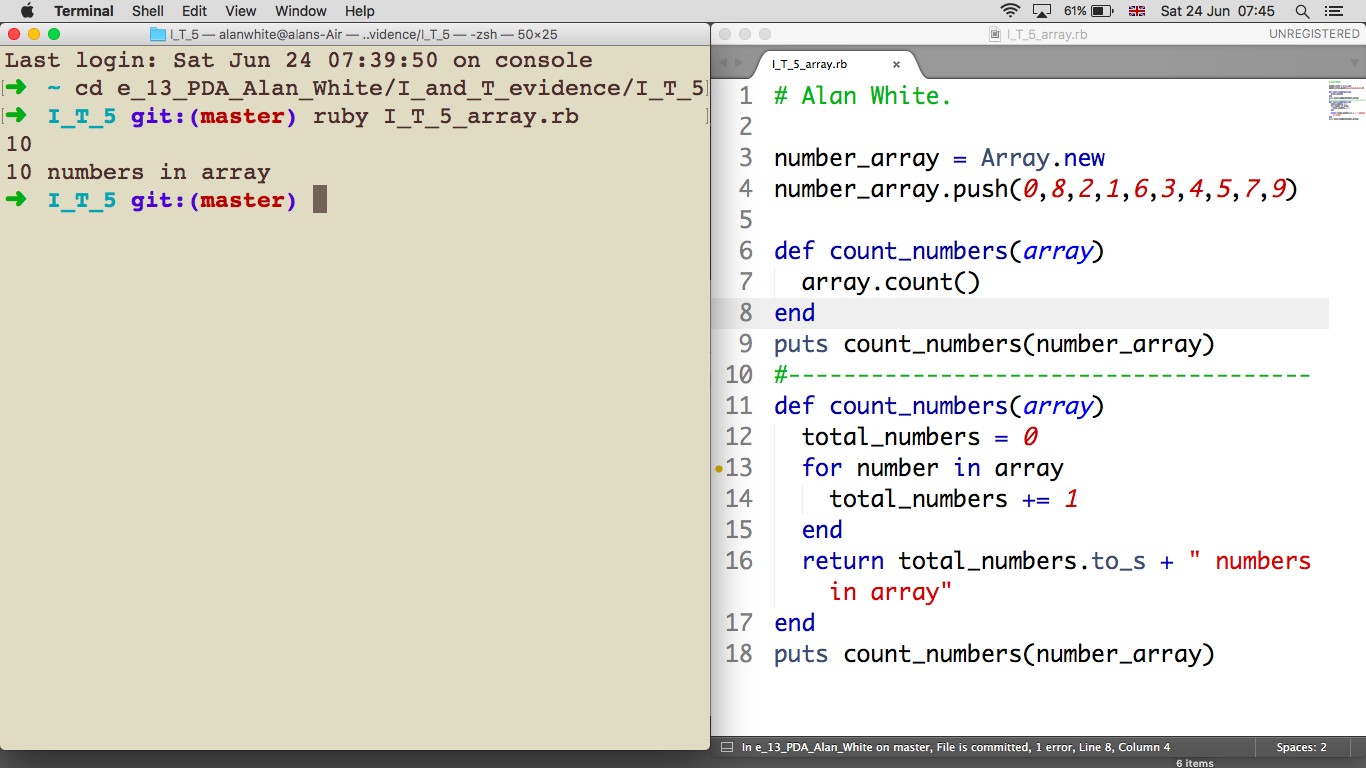 Terminal Shell Edit View Window Help 61% Sat 24 Jun 07:45
I_T_5 — alanwhite@alans-Air — ..vidence/I_T_5 — -zsh — 50×25
Last login: Sat Jun 24 07:39:50 on console
➜ ~ cd e_13_PDA_Alan_White/I_and_T_evidence/I_T_5
➜ I_T_5 git:(master) ruby I_T_5_array.rb
10
10 numbers in array
➜ I_T_5 git:(master)
I_T_5_array.rb UNREGISTERED
I_T_5_array.rb ×
1 # Alan White.
2
3 number_array = Array.new
4 number_array.push(0,8,2,1,6,3,4,5,7,9)
5
6 def count_numbers(array)
7 array.count()
8 end
9 puts count_numbers(number_array)
10 #--------------------------------------
11 def count_numbers(array)
12 total_numbers = 0
13 for number in array
14 total_numbers += 1
15 end
16 return total_numbers.to_s + " numbers
in array"
17 end
18 puts count_numbers(number_array)
In e_13_PDA_Alan_White on master, File is committed, 1 error, Line 8, Column 4 Spaces: 2
6 items